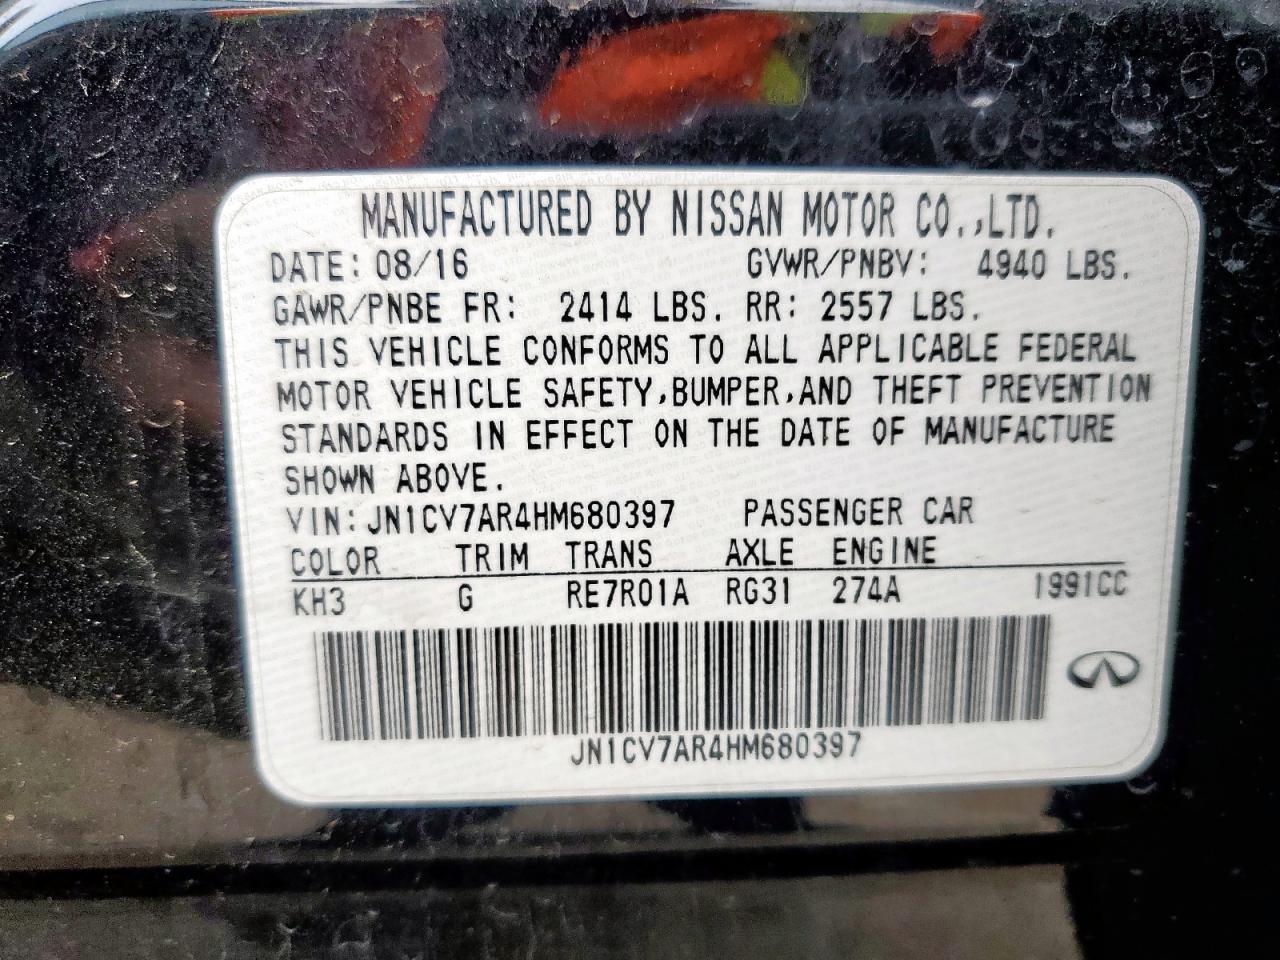 MANUFACTURED BY NISSAN MOTOR CO.,LTD.
DATE: 08/16 GVWR/PNBV: 4940 LBS.
GAWR/PNBE FR: 2414 LBS. RR: 2557 LBS.
THIS VEHICLE CONFORMS TO ALL APPLICABLE FEDERAL
MOTOR VEHICLE SAFETY,BUMPER,AND THEFT PREVENTION
STANDARDS IN EFFECT ON THE DATE OF MANUFACTURE
SHOWN ABOVE.
VIN: JN1CV7AR4HM680397 PASSENGER CAR
COLOR TRIM TRANS AXLE ENGINE
KH3 G RE7R01A RG31 274A 1991CC
JN1CV7AR4HM680397